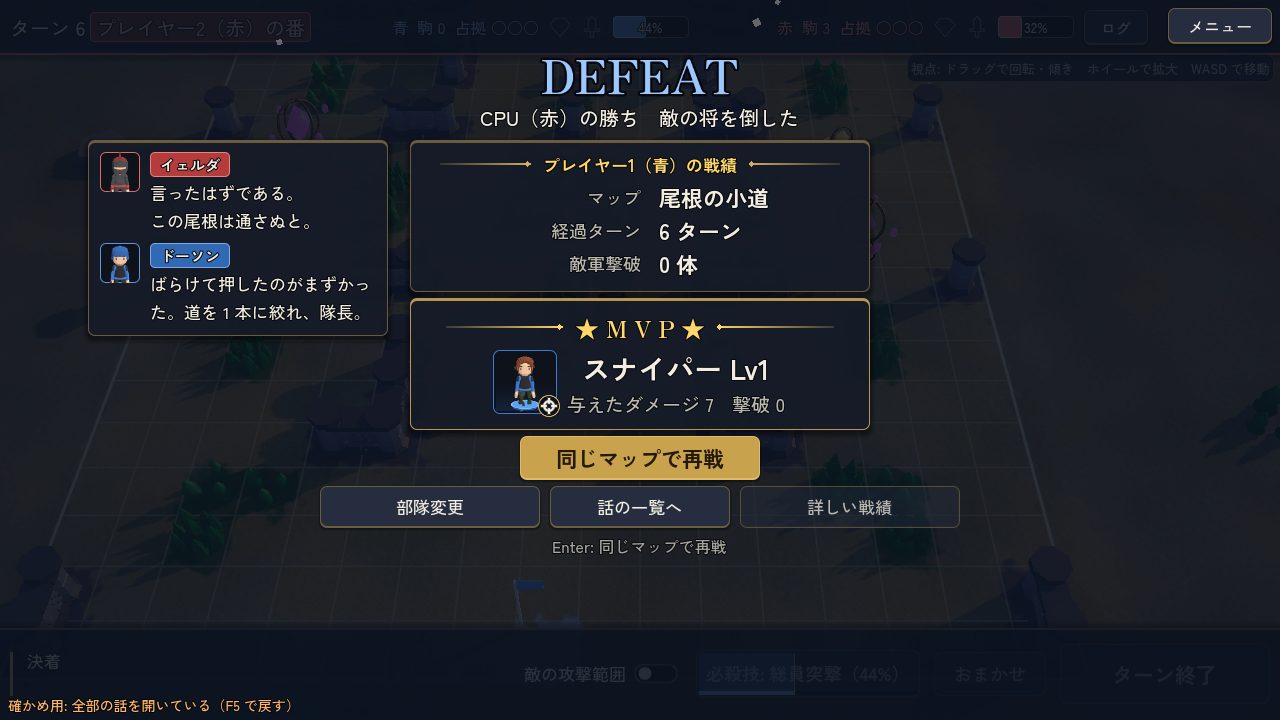 ターン 6 プレイヤー2（赤）の番 青 駒 0 占拠 〇〇〇 44% 赤 駒 3 占拠 〇〇〇 32% ログ メニュー
視点: ドラッグで回転・傾き ホイールで拡大 WASD で移動
DEFEAT
CPU（赤）の勝ち 敵の将を倒した
イェルダ
言ったはずである。
この尾根は通さぬと。
ドーソン
ばらけて押したのがまずかっ
た。道を 1 本に絞れ、隊長。
プレイヤー1（青）の戦績
マップ 尾根の小道
経過ターン 6 ターン
敵軍撃破 0 体
★ M V P ★
スナイパー Lv1
与えたダメージ 7 撃破 0
同じマップで再戦
部隊変更 話の一覧へ 詳しい戦績
Enter: 同じマップで再戦
決着
敵の攻撃範囲 必殺技: 総員突撃（44%） おまかせ ターン終了
確かめ用: 全部の話を開いている（F5 で戻す）